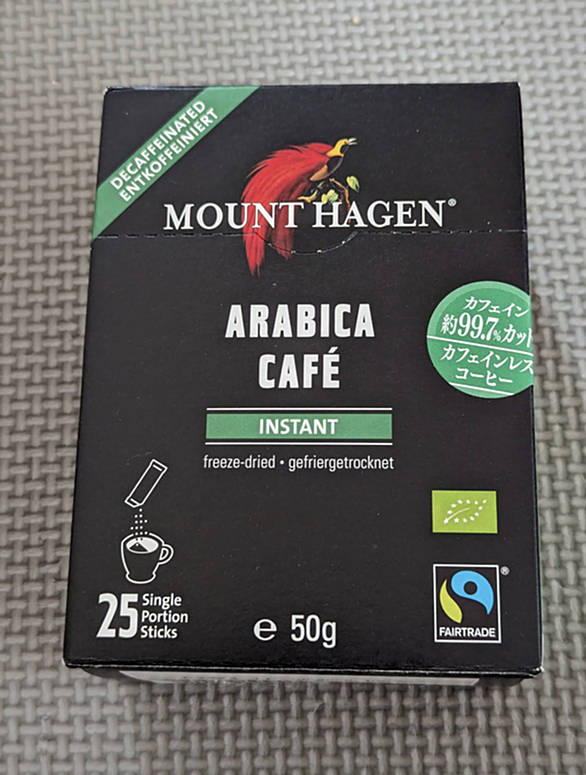 DECAFFEINATED
ENTKOFFEINIERT
MOUNT HAGEN®
ARABICA
CAFÉ
INSTANT
freeze-dried • gefriergetrocknet
カフェイン
約99.7%カット
カフェインレス
コーヒー
25 Single
Portion
Sticks
℮ 50g
FAIRTRADE
®